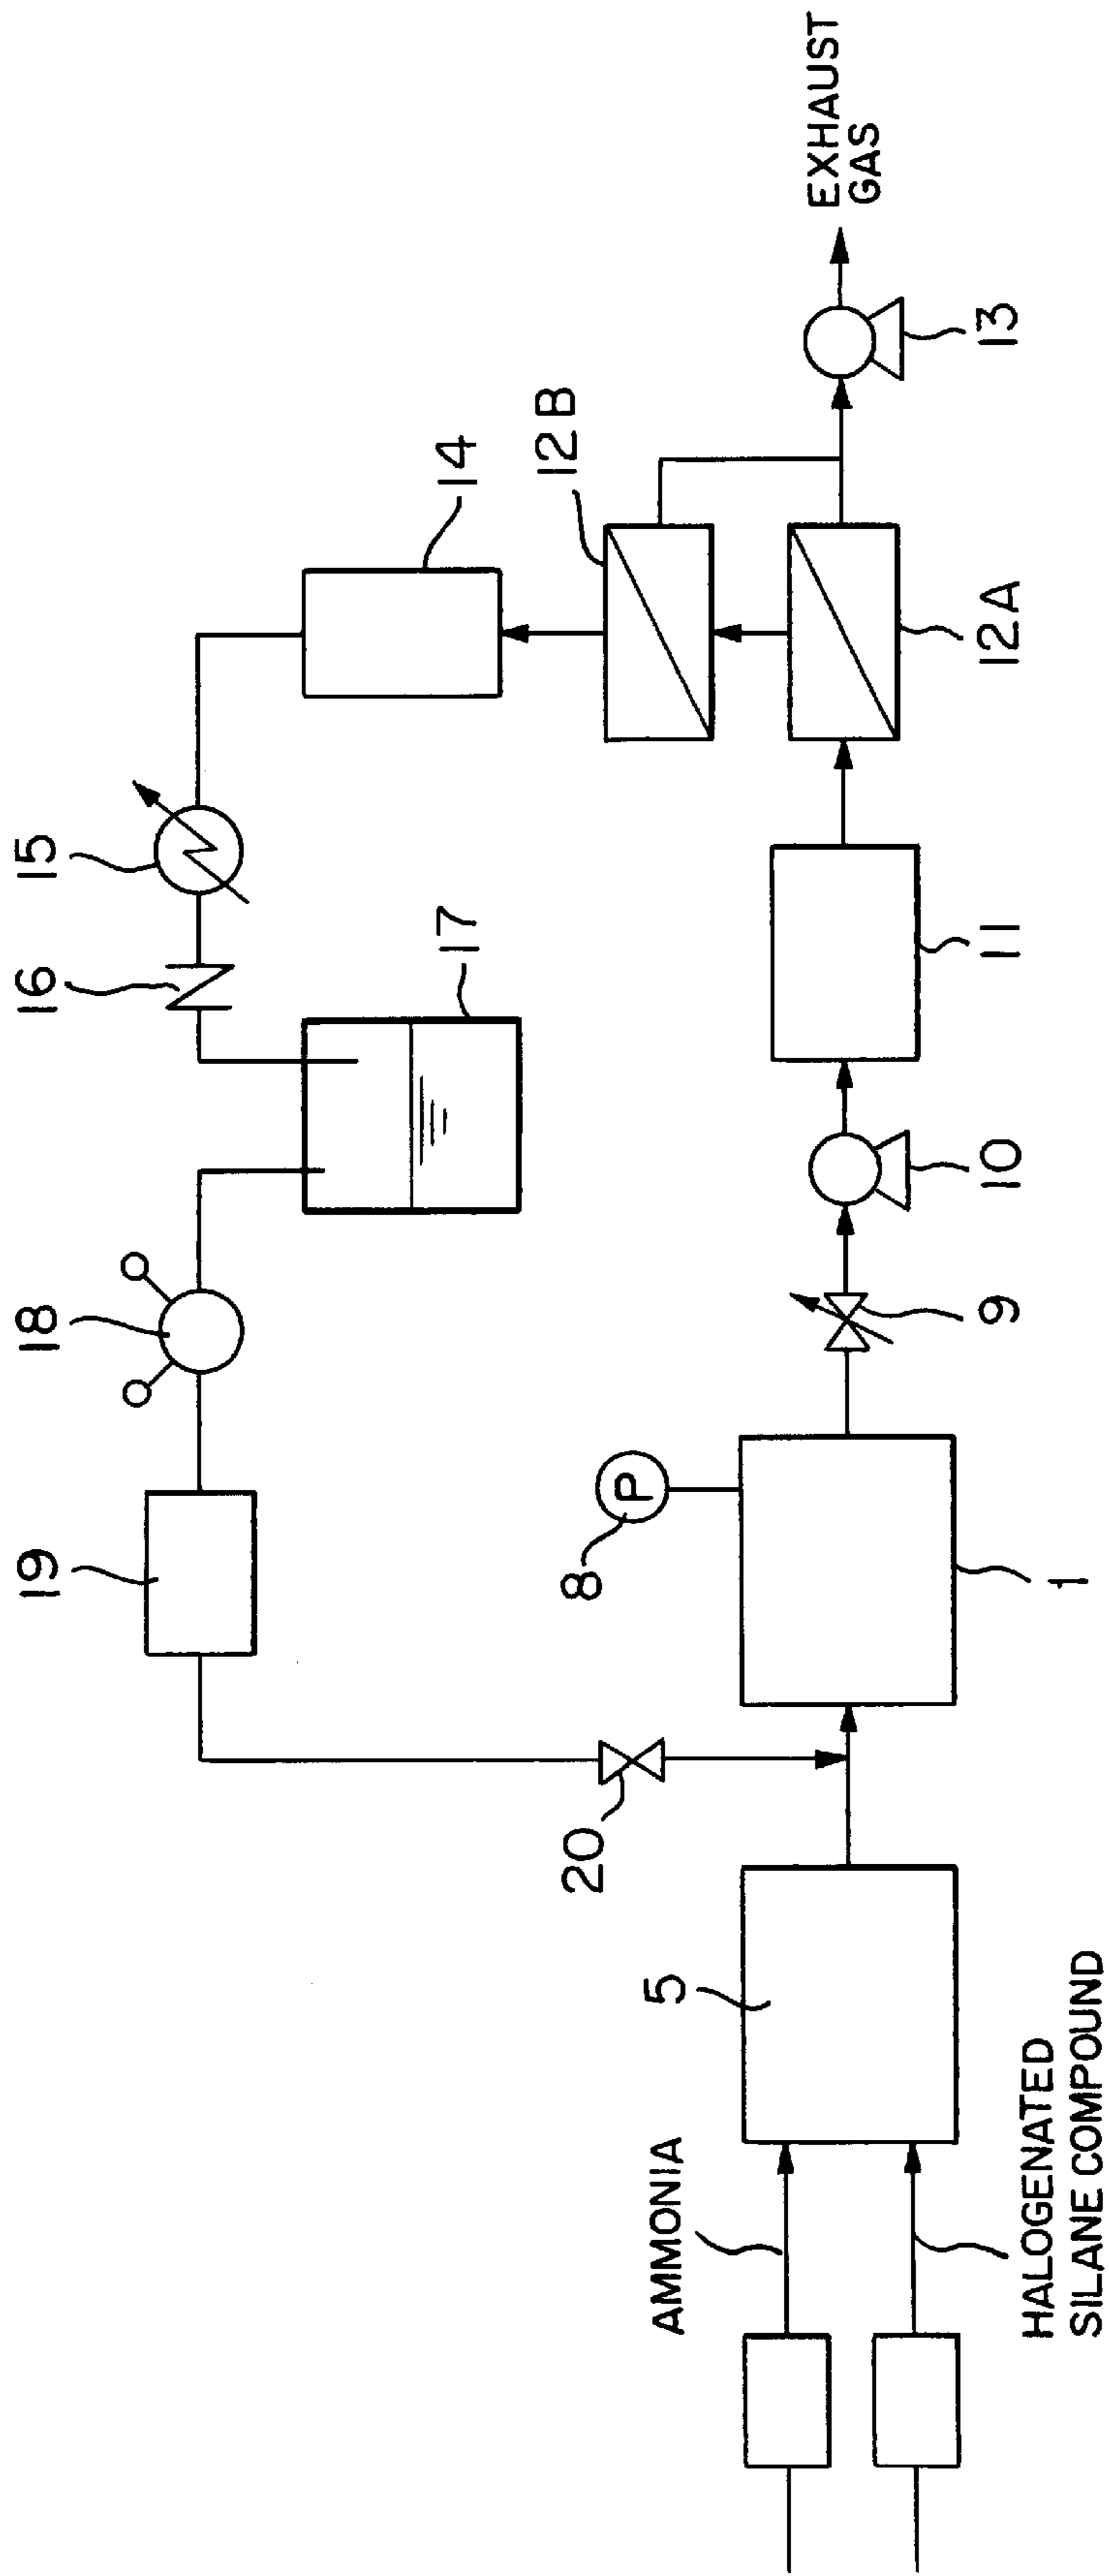 EXHAUST
GAS
15
16
17
18
19
14
12B
13
12A
11
10
9
8
P
1
20
5
AMMONIA
HALOGENATED
SILANE COMPOUND